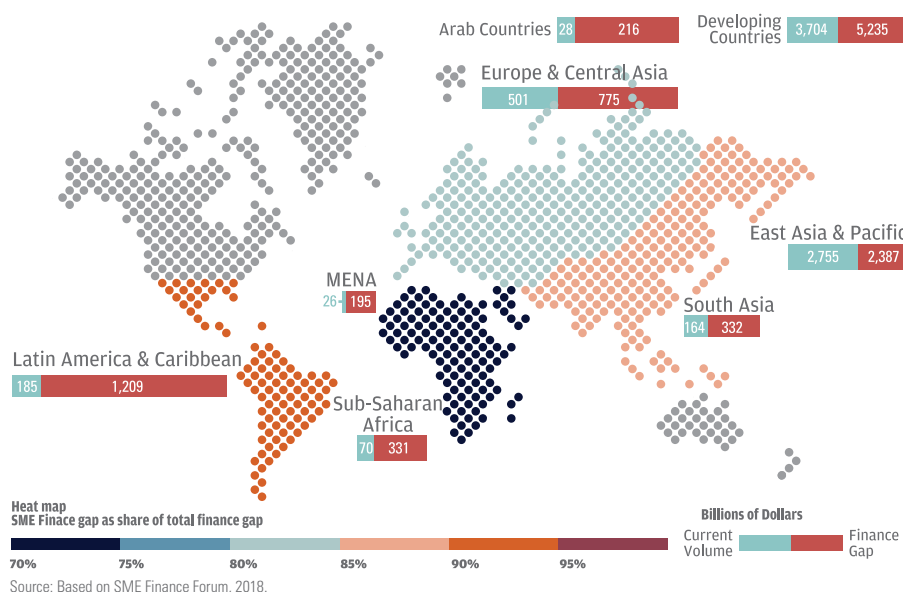 Arab Countries 28 216
Developing
Countries 3,704 5,235
Europe & Central Asia
501 775
East Asia & Pacific
2,755 2,387
MENA
26 195
South Asia
164 332
Latin America & Caribbean
185 1,209
Sub-Saharan
Africa
70 331
Heat map
SME Finace gap as share of total finance gap
70% 75% 80% 85% 90% 95%
Billions of Dollars
Current
Volume
Finance
Gap
Source: Based on SME Finance Forum, 2018.